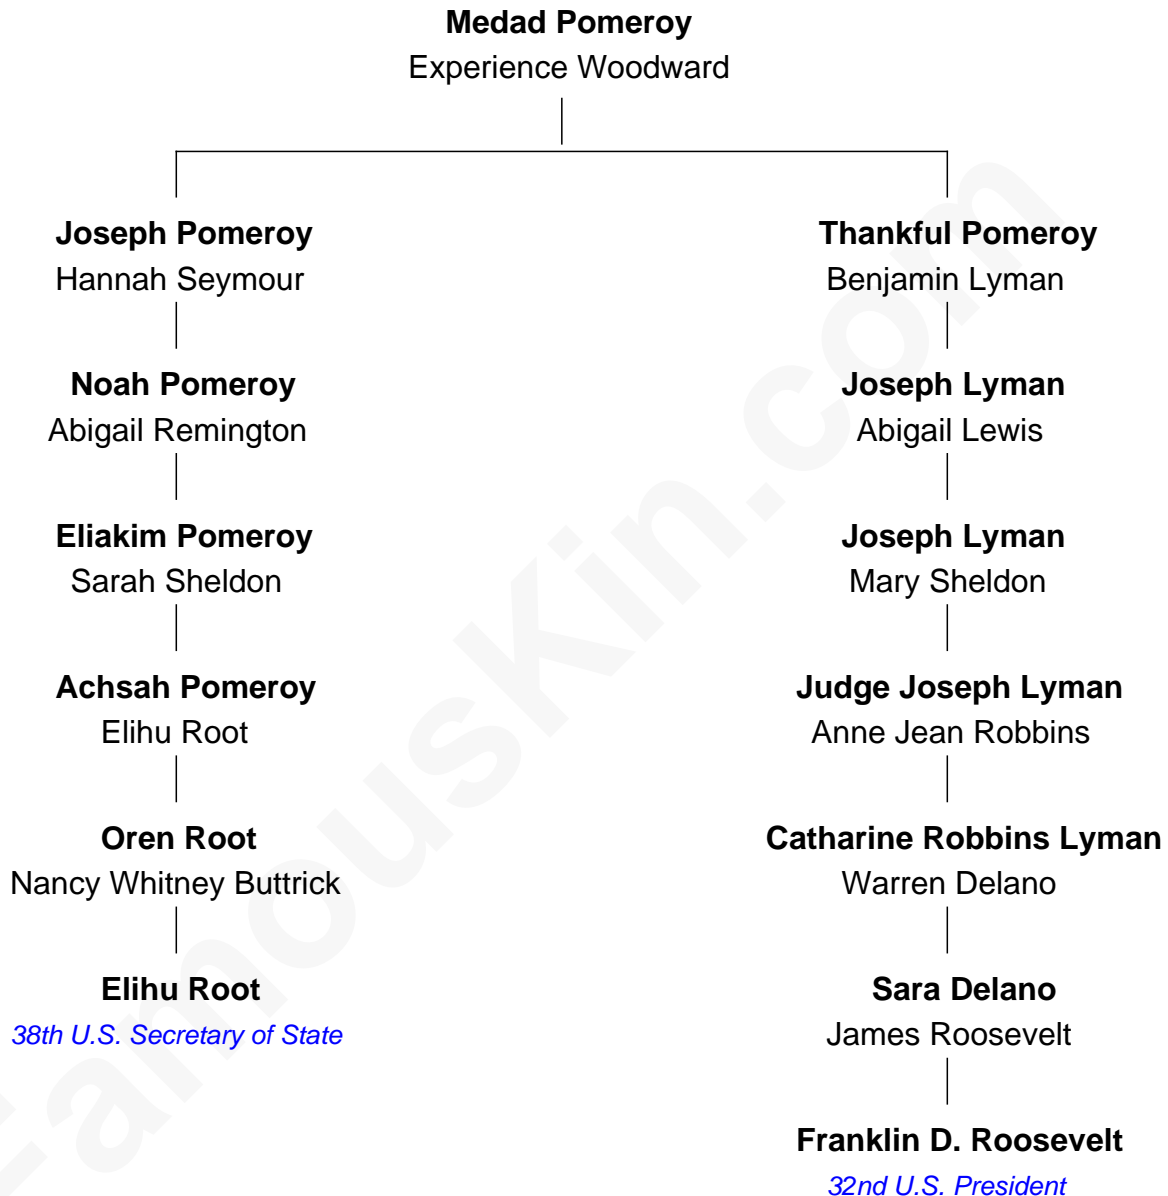 Medad Pomeroy
Experience Woodward
Joseph Pomeroy
Hannah Seymour
Thankful Pomeroy
Benjamin Lyman
Noah Pomeroy
Abigail Remington
Joseph Lyman
Abigail Lewis
Eliakim Pomeroy
Sarah Sheldon
Joseph Lyman
Mary Sheldon
Achsah Pomeroy
Elihu Root
Judge Joseph Lyman
Anne Jean Robbins
Oren Root
Nancy Whitney Buttrick
Catharine Robbins Lyman
Warren Delano
Elihu Root
38th U.S. Secretary of State
Sara Delano
James Roosevelt
Franklin D. Roosevelt
32nd U.S. President
FamousKin.com